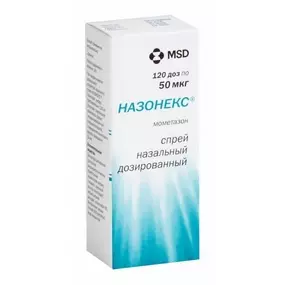 MSD
120 доз по
50 мкг
НАЗОНЕКС®
мометазон
спрей
назальный
дозированный